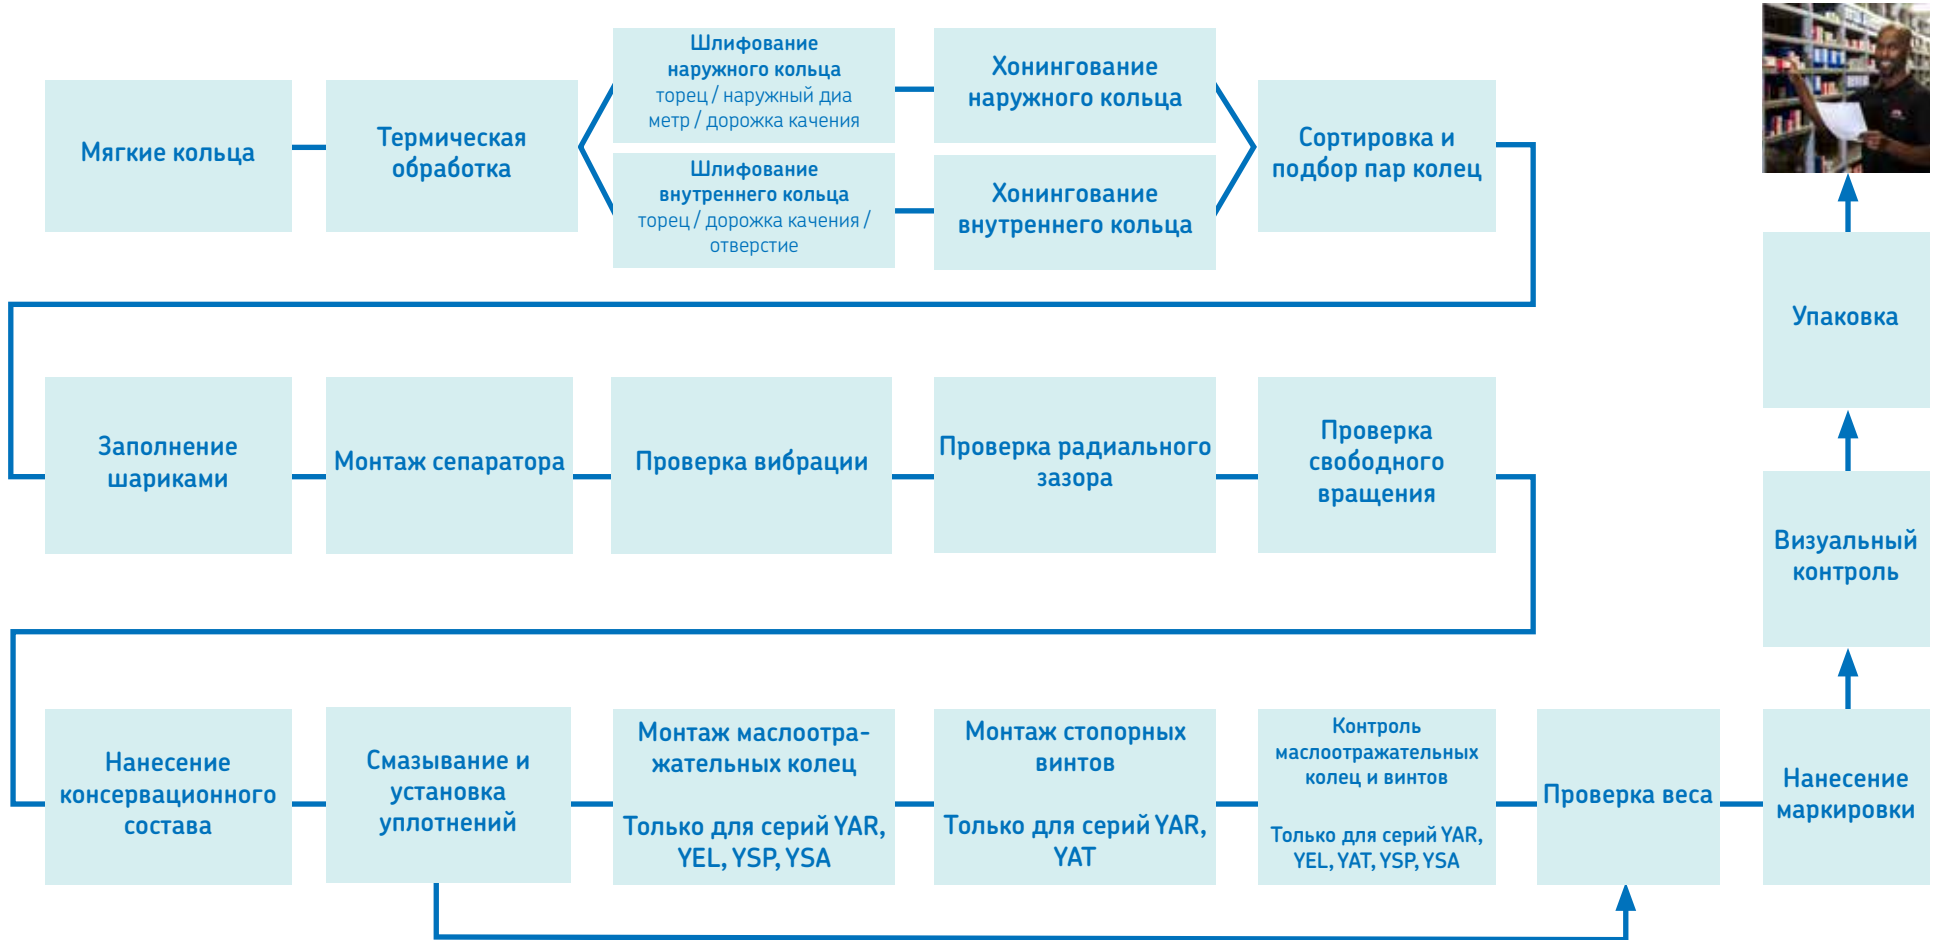 Мягкие кольца
Термическая
обработка
Шлифование
наружного кольца
торец / наружный диа
метр / дорожка качения
Хонингование
наружного кольца
Шлифование
внутреннего кольца
торец / дорожка качения /
отверстие
Хонингование
внутреннего кольца
Сортировка и
подбор пар колец
Заполнение
шариками
Монтаж сепаратора
Проверка вибрации
Проверка радиального
зазора
Проверка
свободного
вращения
Нанесение
консервационного
состава
Смазывание и
установка
уплотнений
Монтаж маслоотра-
жательных колец
Только для серий YAR,
YEL, YSP, YSA
Монтаж стопорных
винтов
Только для серий YAR,
YAT
Контроль
маслоотражательных
колец и винтов
Только для серий YAR,
YEL, YAT, YSP, YSA
Проверка веса
Нанесение
маркировки
Визуальный
контроль
Упаковка